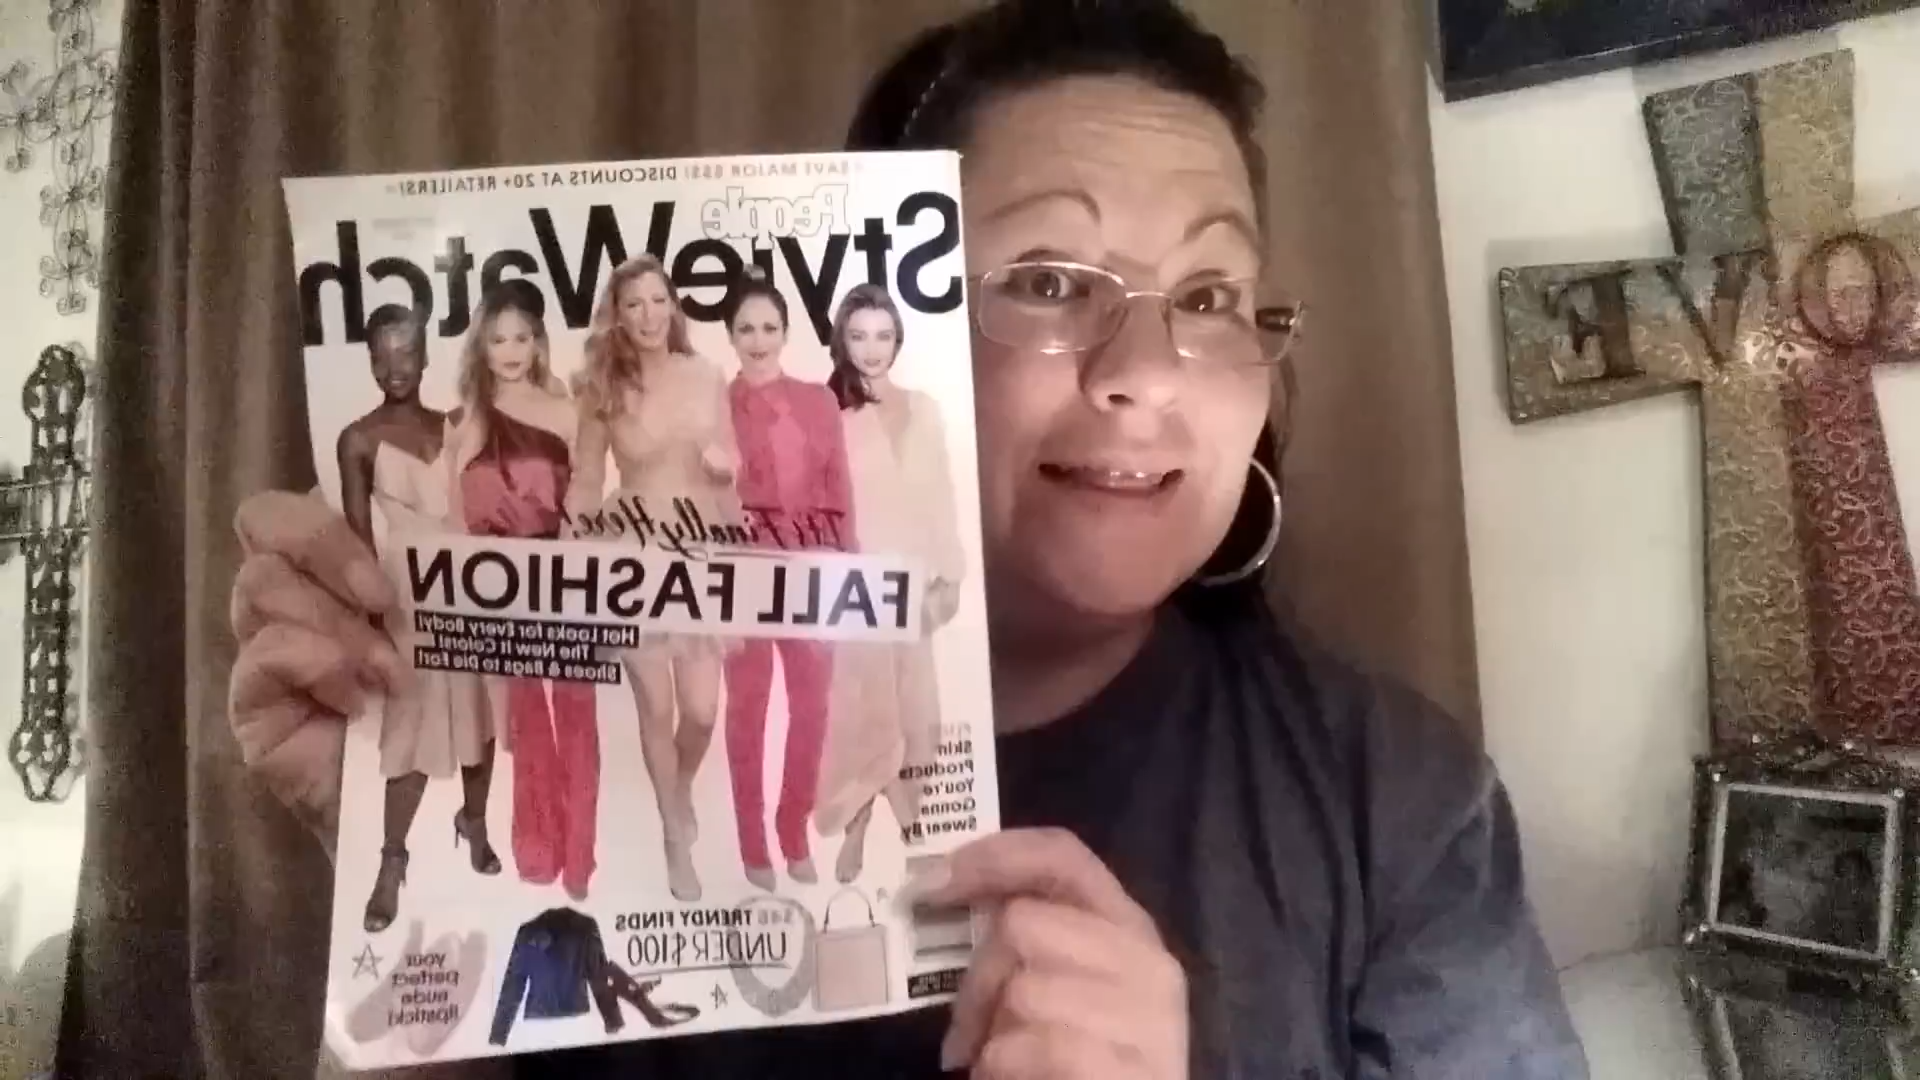 SAVE MAJOR $$$! DISCOUNTS AT 20+ RETAILERS!
People
StyleWatch
It's Finally Here!
FALL FASHION
Hot Looks for Every Body!
The New It Colors!
Shoes & Bags to Die For!
PLUS
Skin
Products
You're
Gonna
Swear By
TRENDY FINDS
UNDER $100
your
perfect
nude
lipstick!
LOVE